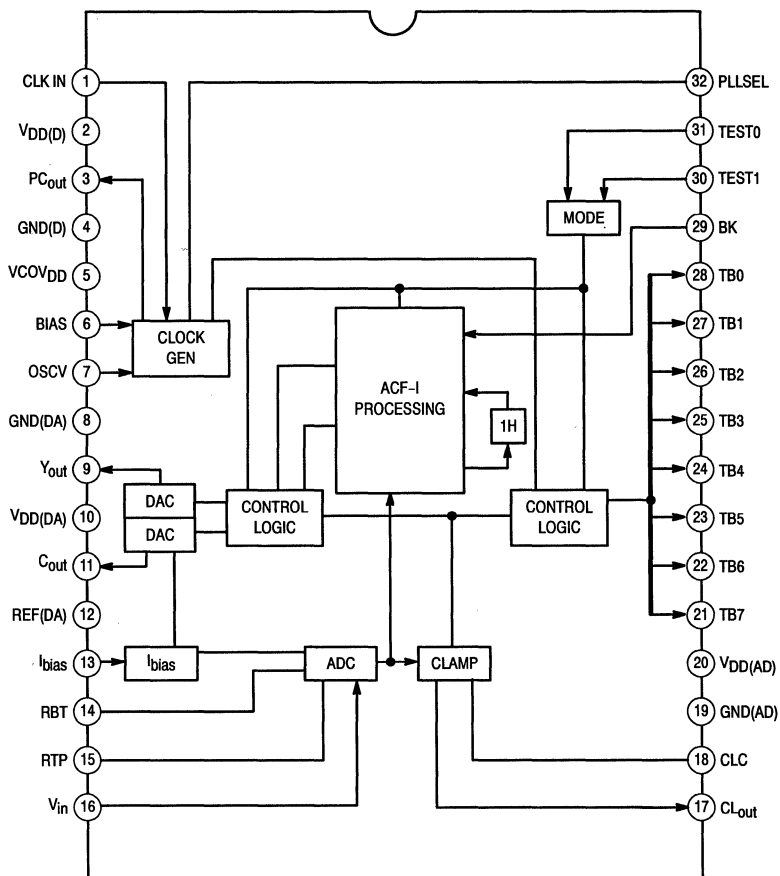 CLK IN 1
VDD(D) 2
PCout 3
GND(D) 4
VCOVDD 5
BIAS 6
OSCV 7
GND(DA) 8
Yout 9
VDD(DA) 10
Cout 11
REF(DA) 12
Ibias 13
RBT 14
RTP 15
Vin 16
CLOCK
GEN
DAC
DAC
CONTROL
LOGIC
Ibias
ADC
CLAMP
ACF-I
PROCESSING
1H
MODE
CONTROL
LOGIC
32 PLLSEL
31 TEST0
30 TEST1
29 BK
28 TB0
27 TB1
26 TB2
25 TB3
24 TB4
23 TB5
22 TB6
21 TB7
20 VDD(AD)
19 GND(AD)
18 CLC
17 CLout